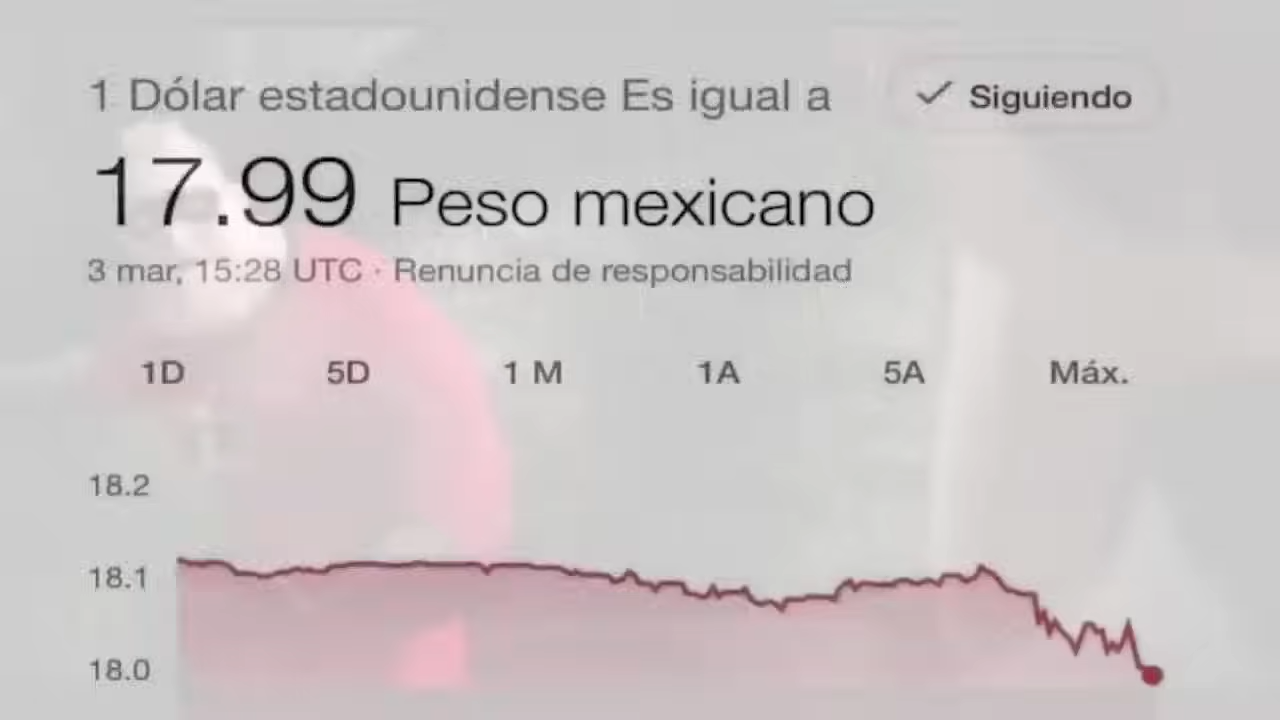 1 Dólar estadounidense Es igual a
Siguiendo
17.99 Peso mexicano
3 mar, 15:28 UTC · Renuncia de responsabilidad
1D 5D 1 M 1A 5A Máx.
18.2
18.1
18.0